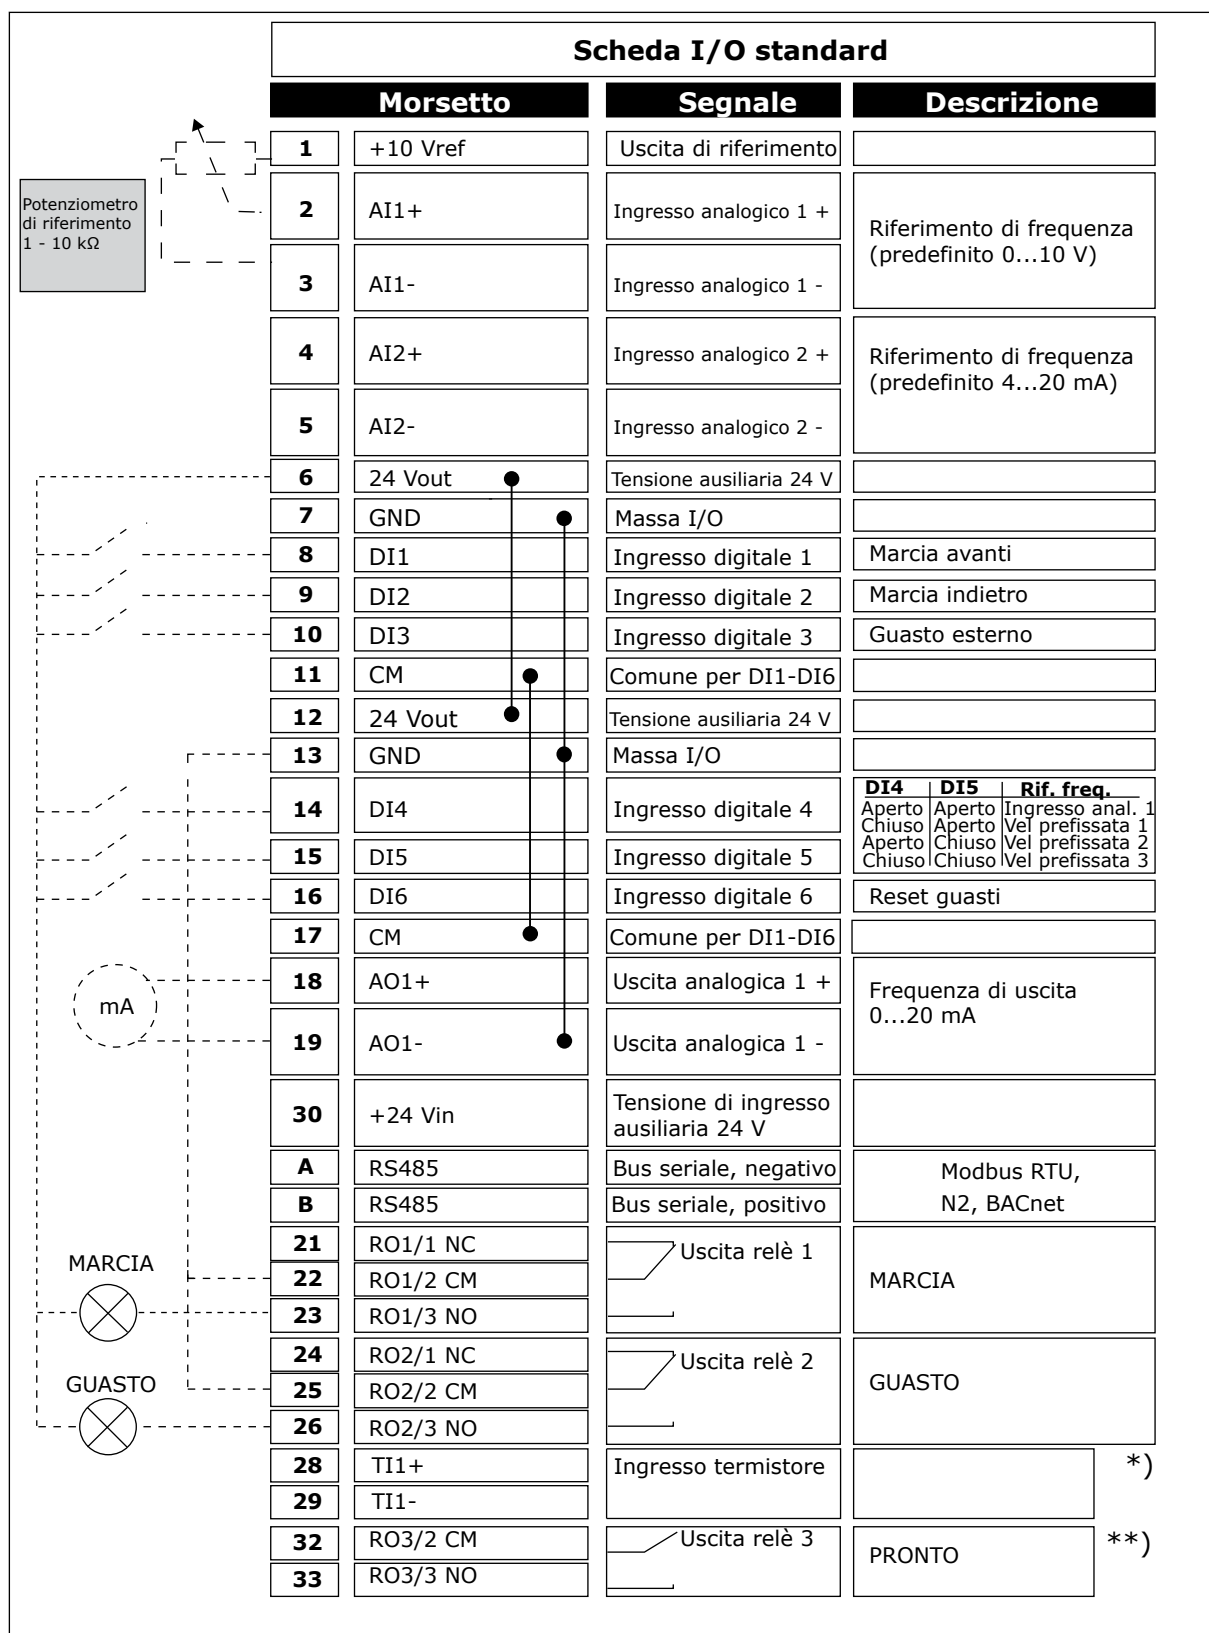 Scheda I/O standard
Morsetto Segnale Descrizione
1 +10 Vref Uscita di riferimento
Potenziometro
di riferimento
1 - 10 kΩ
2 AI1+ Ingresso analogico 1 +
Riferimento di frequenza
(predefinito 0...10 V)
3 AI1- Ingresso analogico 1 -
4 AI2+ Ingresso analogico 2 +
Riferimento di frequenza
(predefinito 4...20 mA)
5 AI2- Ingresso analogico 2 -
6 24 Vout Tensione ausiliaria 24 V
7 GND Massa I/O
8 DI1 Ingresso digitale 1 Marcia avanti
9 DI2 Ingresso digitale 2 Marcia indietro
10 DI3 Ingresso digitale 3 Guasto esterno
11 CM Comune per DI1-DI6
12 24 Vout Tensione ausiliaria 24 V
13 GND Massa I/O
14 DI4 Ingresso digitale 4
DI4 DI5 Rif. freq.
Aperto Aperto Ingresso anal. 1
Chiuso Aperto Vel prefissata 1
Aperto Chiuso Vel prefissata 2
Chiuso Chiuso Vel prefissata 3
15 DI5 Ingresso digitale 5
16 DI6 Ingresso digitale 6 Reset guasti
17 CM Comune per DI1-DI6
18 AO1+ Uscita analogica 1 +
Frequenza di uscita
0...20 mA
mA
19 AO1- Uscita analogica 1 -
30 +24 Vin
Tensione di ingresso
ausiliaria 24 V
A RS485 Bus seriale, negativo
Modbus RTU,
N2, BACnet
B RS485 Bus seriale, positivo
21 RO1/1 NC Uscita relè 1
MARCIA
22 RO1/2 CM MARCIA
23 RO1/3 NO
24 RO2/1 NC Uscita relè 2
GUASTO
25 RO2/2 CM GUASTO
26 RO2/3 NO
28 TI1+ Ingresso termistore *)
29 TI1-
32 RO3/2 CM Uscita relè 3 **)
PRONTO
33 RO3/3 NO